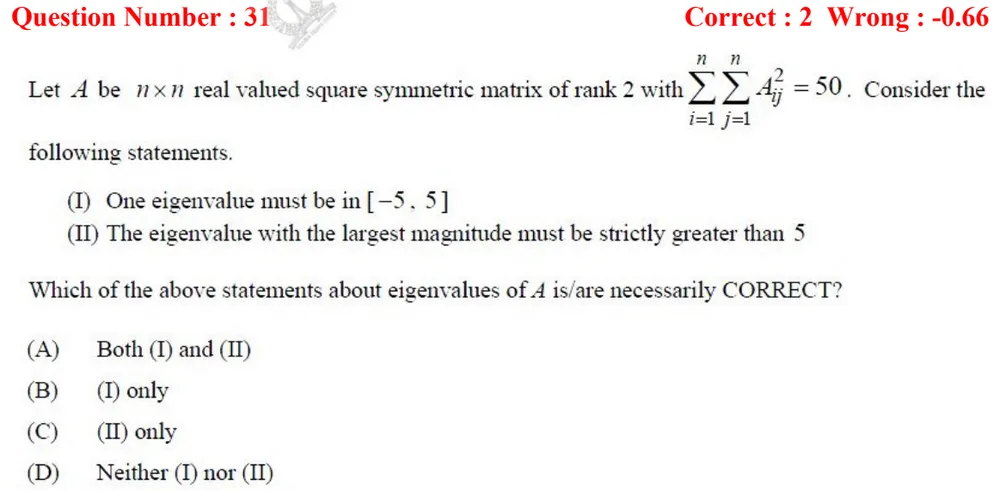 Question Number : 31 Correct : 2 Wrong : -0.66
Let A be n×n real valued square symmetric matrix of rank 2 with ∑_{i=1}^{n} ∑_{j=1}^{n} A_{ij}^{2} = 50. Consider the
following statements.
(I) One eigenvalue must be in [−5, 5]
(II) The eigenvalue with the largest magnitude must be strictly greater than 5
Which of the above statements about eigenvalues of A is/are necessarily CORRECT?
(A) Both (I) and (II)
(B) (I) only
(C) (II) only
(D) Neither (I) nor (II)